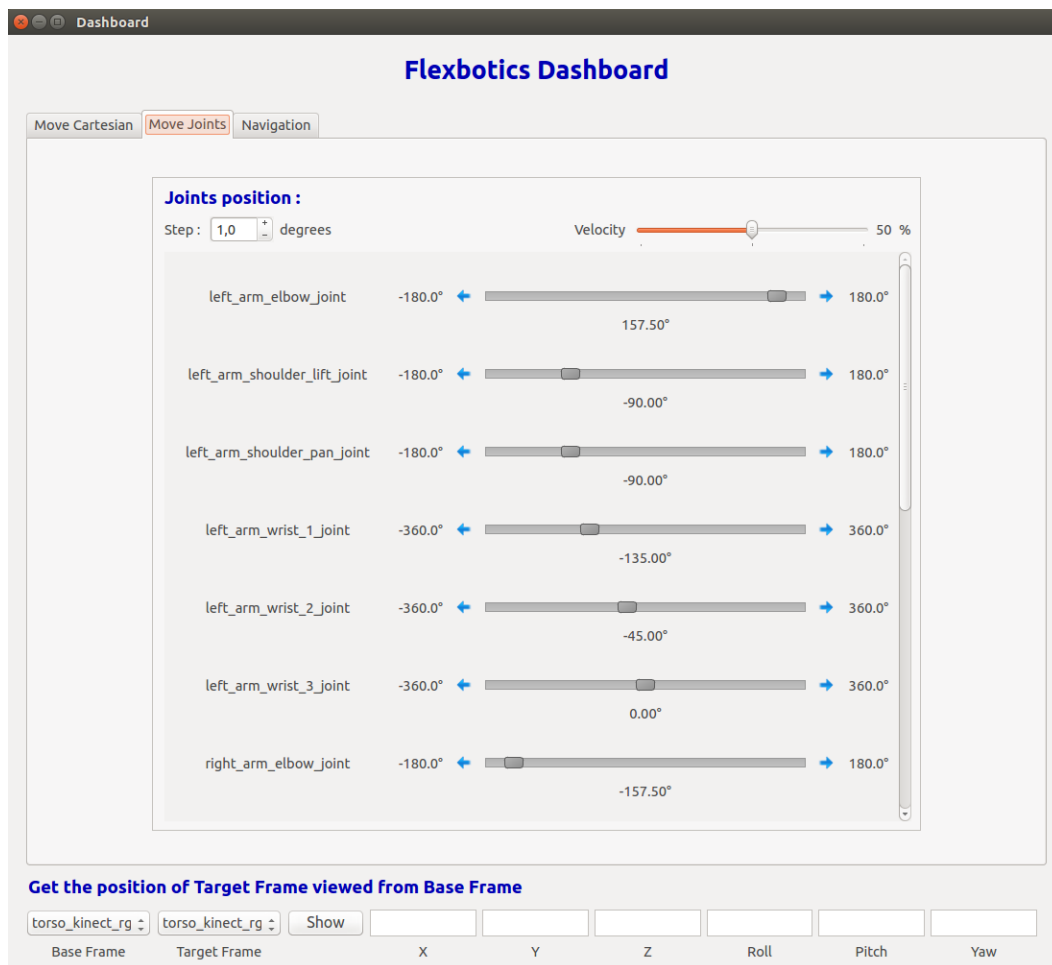 Dashboard
Flexbotics Dashboard
Move Cartesian Move Joints Navigation
Joints position :
Step : 1,0 + - degrees Velocity 50 %
left_arm_elbow_joint -180.0° 180.0°
157.50°
left_arm_shoulder_lift_joint -180.0° 180.0°
-90.00°
left_arm_shoulder_pan_joint -180.0° 180.0°
-90.00°
left_arm_wrist_1_joint -360.0° 360.0°
-135.00°
left_arm_wrist_2_joint -360.0° 360.0°
-45.00°
left_arm_wrist_3_joint -360.0° 360.0°
0.00°
right_arm_elbow_joint -180.0° 180.0°
-157.50°
Get the position of Target Frame viewed from Base Frame
torso_kinect_rg torso_kinect_rg Show
Base Frame Target Frame X Y Z Roll Pitch Yaw